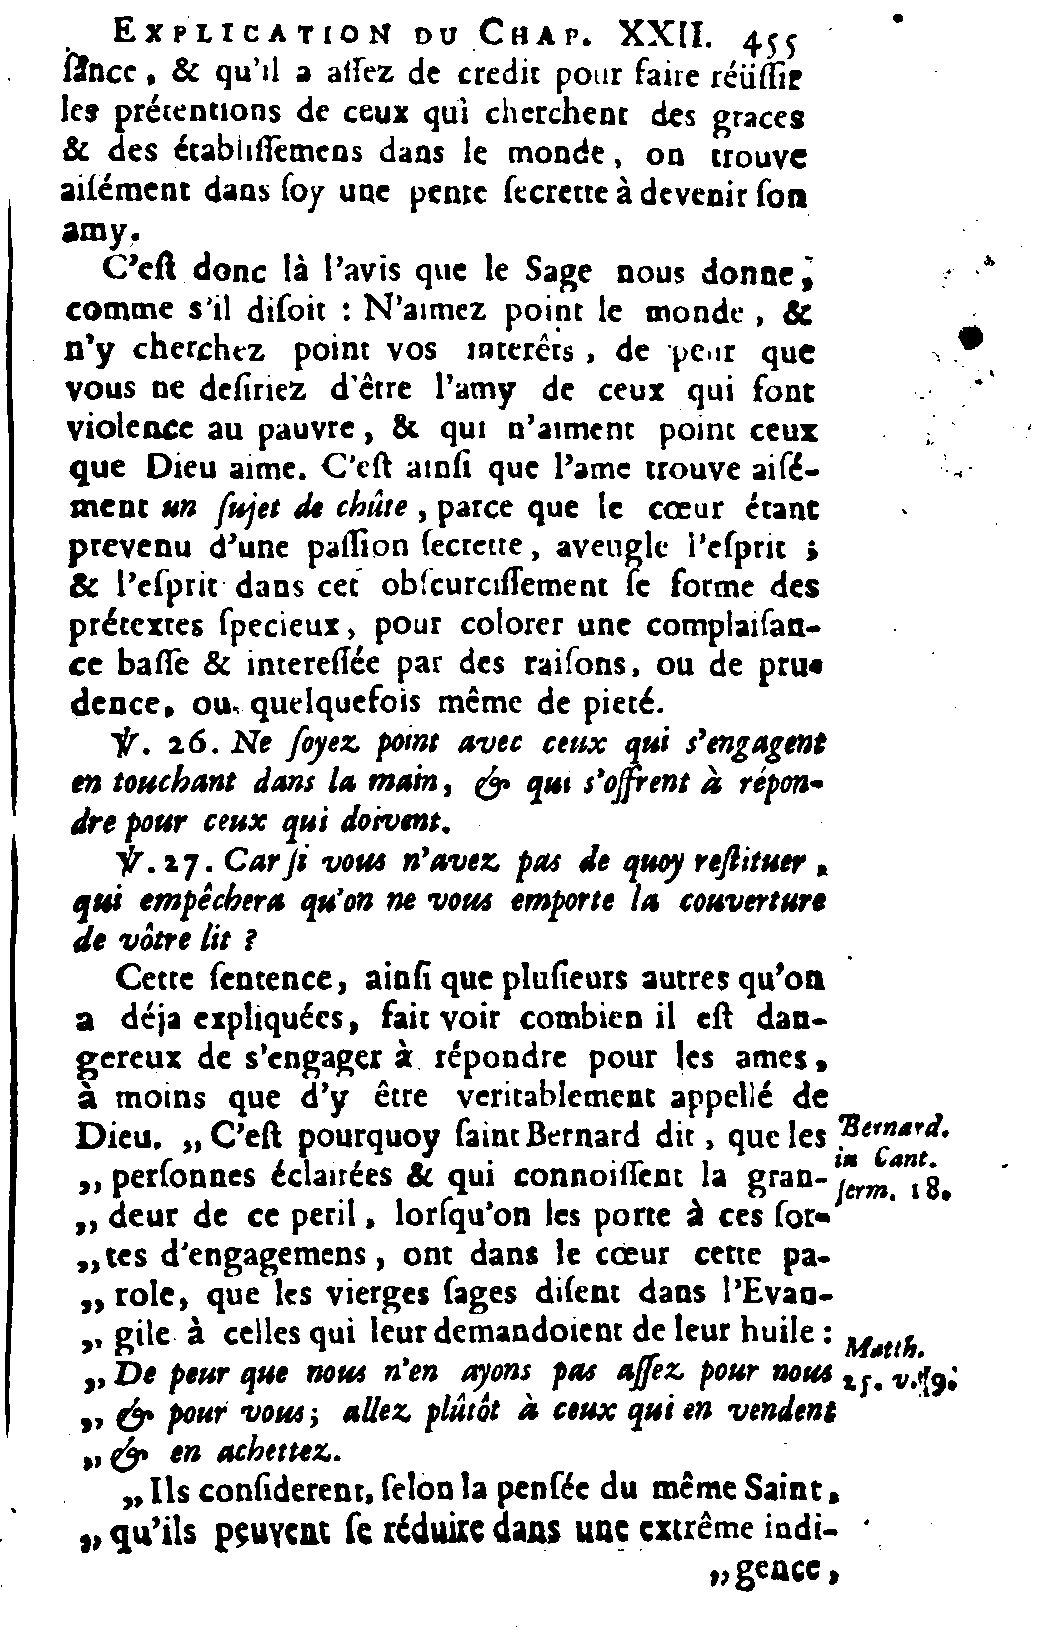 EXPLICATION DU CHAP. XXII. 455
ſance, & qu'il a aſſez de credit pour faire réüſſir
les prétentions de ceux qui cherchent des graces
& des établiſſemens dans le monde, on trouve
aiſément dans ſoy une pente ſecrette à devenir ſon
amy.
C'eſt donc là l'avis que le Sage nous donne,
comme s'il diſoit : N'aimez point le monde, &
n'y cherchez point vos interêts, de peur que
vous ne deſiriez d'être l'amy de ceux qui font
violence au pauvre, & qui n'aiment point ceux
que Dieu aime. C'eſt ainſi que l'ame trouve aiſé-
ment un ſujet de chûte, parce que le cœur étant
prevenu d'une paſſion ſecrette, aveugle l'eſprit ;
& l'eſprit dans cet obſcurciſſement ſe forme des
prétextes ſpecieux, pour colorer une complaiſan-
ce baſſe & intereſſée par des raiſons, ou de pru-
dence, ou quelquefois même de pieté.
℣. 26. Ne ſoyez point avec ceux qui s'engagent
en touchant dans la main, & qui s'offrent à répon-
dre pour ceux qui doivent.
℣. 27. Car ſi vous n'avez pas de quoy reſtituer,
qui empêchera qu'on ne vous emporte la couverture
de vôtre lit ?
Cette ſentence, ainſi que pluſieurs autres qu'on
a déja expliquées, fait voir combien il eſt dan-
gereux de s'engager à répondre pour les ames,
à moins que d'y être veritablement appellé de
Dieu. „ C'eſt pourquoy ſaint Bernard dit, que les
„ perſonnes éclairées & qui connoiſſent la gran-
„ deur de ce peril, lorſqu'on les porte à ces ſor-
„ tes d'engagemens, ont dans le cœur cette pa-
„ role, que les vierges ſages diſent dans l'Evan-
„ gile à celles qui leur demandoient de leur huile :
„ De peur que nous n'en ayons pas aſſez pour nous
„ & pour vous ; allez plûtôt à ceux qui en vendent
„ & en achettez.
„ Ils conſiderent, ſelon la penſée du même Saint,
„ qu'ils peuvent ſe réduire dans une extrême indi-
„ gence,
Bernard.
in Cant.
ſerm. 18.
Matth.
25. v. 9.